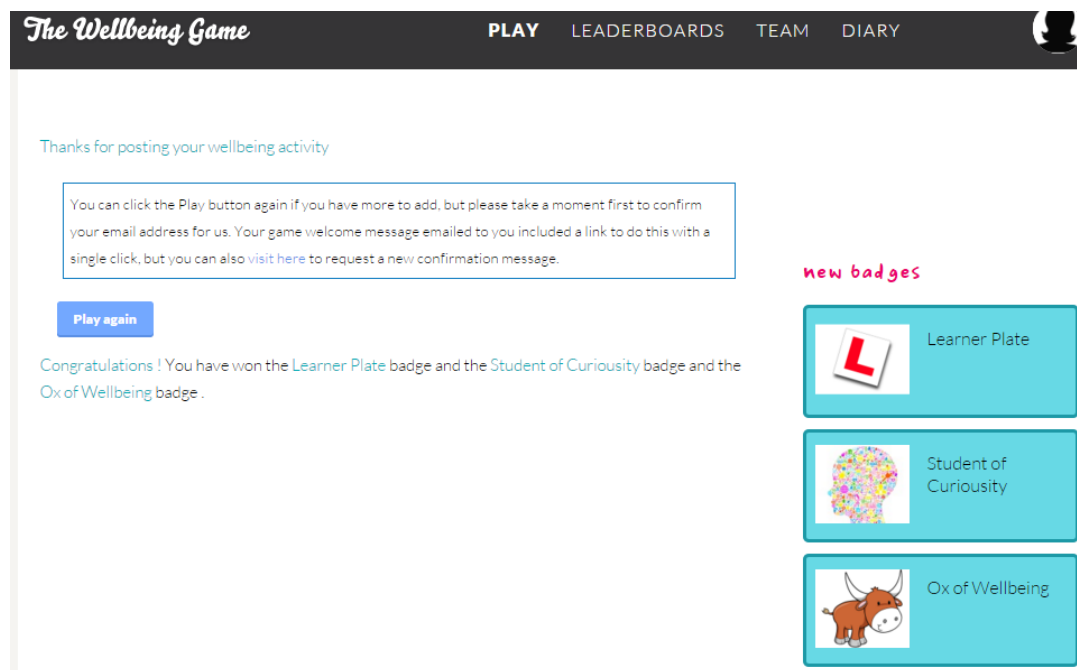 The Wellbeing Game
PLAY LEADERBOARDS TEAM DIARY
Thanks for posting your wellbeing activity
You can click the Play button again if you have more to add, but please take a moment first to confirm
your email address for us. Your game welcome message emailed to you included a link to do this with a
single click, but you can also visit here to request a new confirmation message.
Play again
Congratulations ! You have won the Learner Plate badge and the Student of Curiousity badge and the
Ox of Wellbeing badge .
new badges
L
Learner Plate
Student of
Curiousity
Ox of Wellbeing